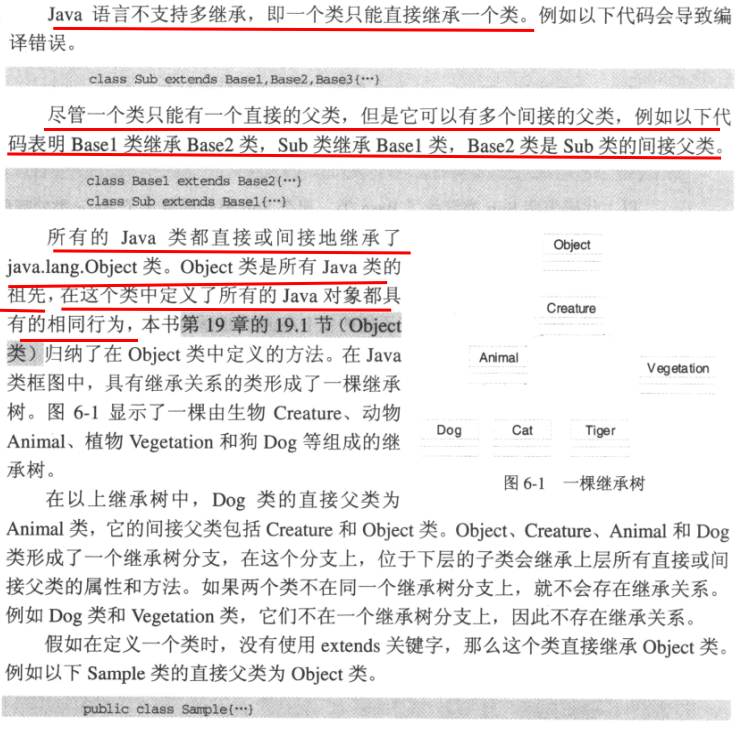 Java 语言不支持多继承，即一个类只能直接继承一个类。例如以下代码会导致编
译错误。
class Sub extends Base1,Base2,Base3{…}
尽管一个类只能有一个直接的父类，但是它可以有多个间接的父类，例如以下代
码表明 Base1 类继承 Base2 类，Sub 类继承 Base1 类，Base2 类是 Sub 类的间接父类。
class Base1 extends Base2{…}
class Sub extends Base1{…}
所有的 Java 类都直接或间接地继承了
java.lang.Object 类。Object 类是所有 Java 类的
祖先，在这个类中定义了所有的 Java 对象都具
有的相同行为，本书第 19 章的 19.1 节（Object
类）归纳了在 Object 类中定义的方法。在 Java
类框图中，具有继承关系的类形成了一棵继承
树。图 6-1 显示了一棵由生物 Creature、动物
Animal、植物 Vegetation 和狗 Dog 等组成的继
承树。
Object
Creature
Animal
Vegetation
Dog
Cat
Tiger
图 6-1 一棵继承树
在以上继承树中，Dog 类的直接父类为
Animal 类，它的间接父类包括 Creature 和 Object 类。Object、Creature、Animal 和 Dog
类形成了一个继承树分支，在这个分支上，位于下层的子类会继承上层所有直接或间
接父类的属性和方法。如果两个类不在同一个继承树分支上，就不会存在继承关系。
例如 Dog 类和 Vegetation 类，它们不在一个继承树分支上，因此不存在继承关系。
假如在定义一个类时，没有使用 extends 关键字，那么这个类直接继承 Object 类。
例如以下 Sample 类的直接父类为 Object 类。
public class Sample{…}